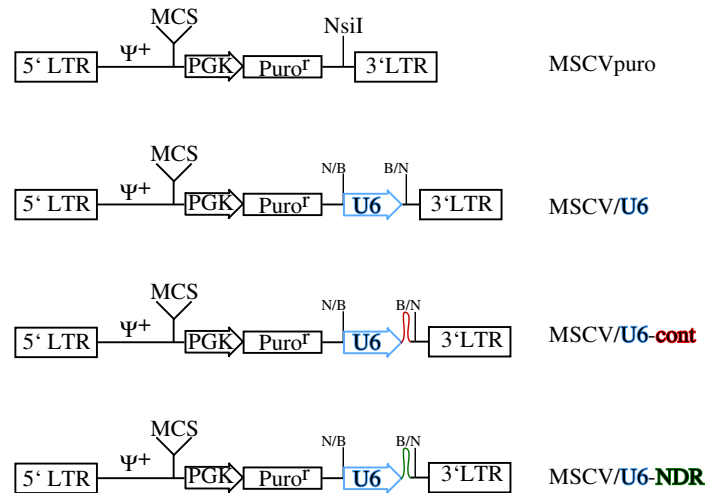 MCS
NsiI
Ψ+
5‘ LTR PGK Puror 3‘LTR MSCVpuro
MCS
N/B B/N
Ψ+
5‘ LTR PGK Puror U6 3‘LTR MSCV/U6
MCS
N/B B/N
Ψ+
5‘ LTR PGK Puror U6 3‘LTR MSCV/U6-cont
MCS
N/B B/N
Ψ+
5‘ LTR PGK Puror U6 3‘LTR MSCV/U6-NDR